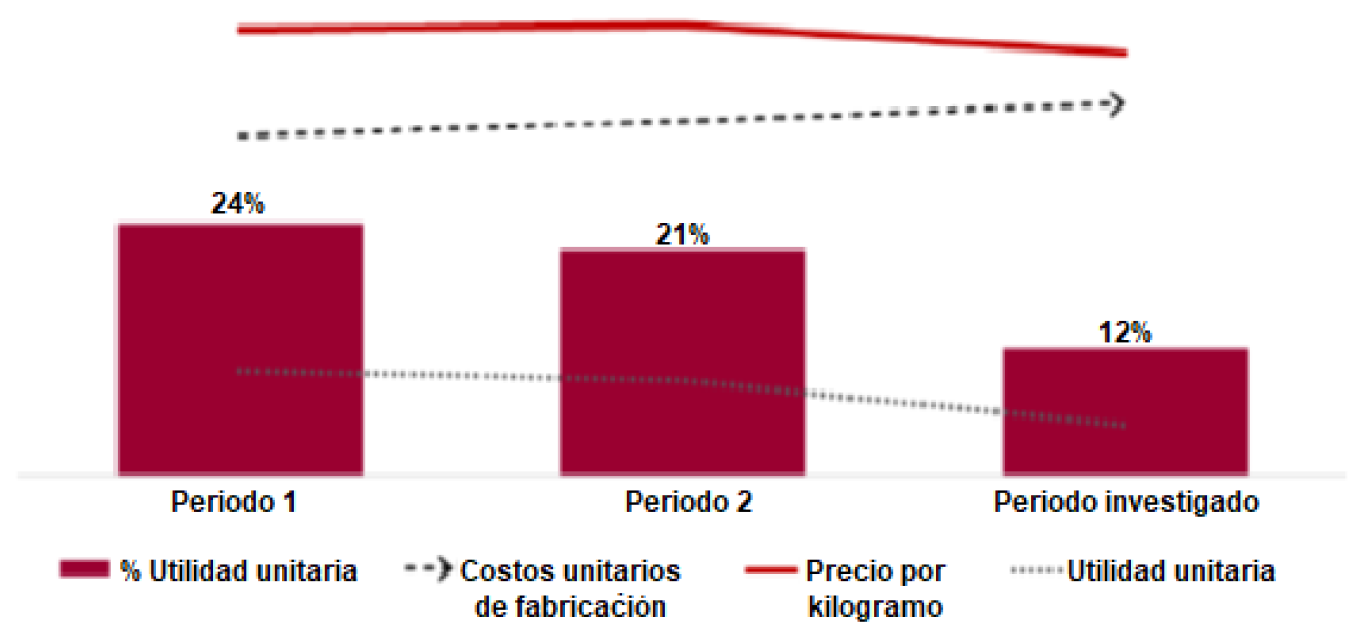 24%
21%
12%
Periodo 1
Periodo 2
Periodo investigado
% Utilidad unitaria
Costos unitarios
de fabricación
Precio por
kilogramo
Utilidad unitaria